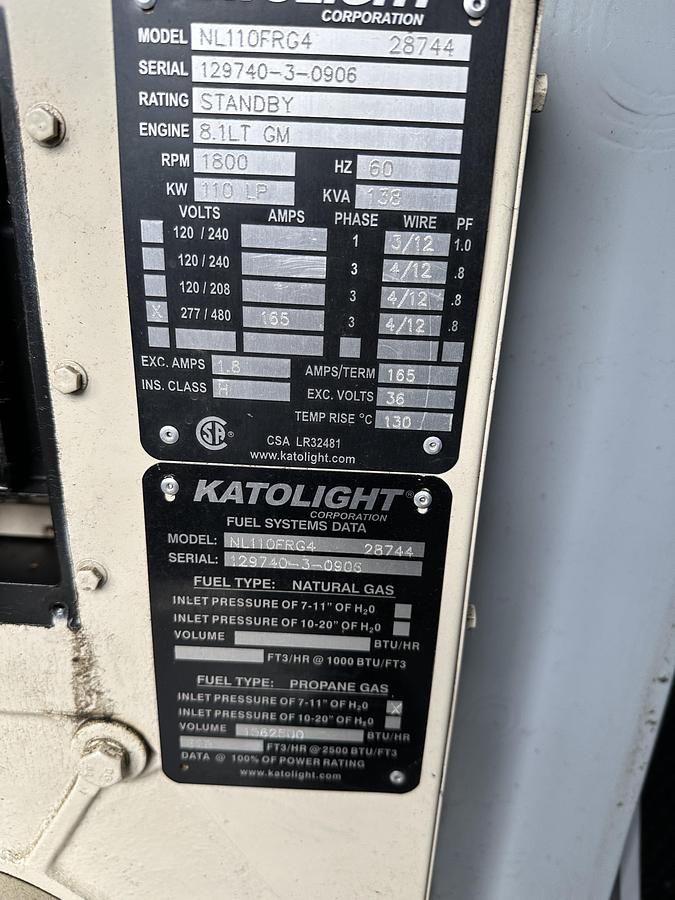 KATOLIGHT
CORPORATION
MODEL NL110FRG4 28744
SERIAL 129740-3-0906
RATING STANDBY
ENGINE 8.1LT GM
RPM 1800 HZ 60
KW 110 LP KVA 138
VOLTS AMPS PHASE WIRE PF
120 / 240 1 3/12 1.0
120 / 240 3 4/12 .8
120 / 208 3 4/12 .8
X 277 / 480 165 3 4/12 .8
EXC. AMPS 1.8 AMPS/TERM 165
INS. CLASS H EXC. VOLTS 36
TEMP RISE °C 130
CSA ®
CSA LR32481
www.katolight.com
KATOLIGHT®
CORPORATION
FUEL SYSTEMS DATA
MODEL: NL110FRG4 28744
SERIAL: 129740-3-0906
FUEL TYPE: NATURAL GAS
INLET PRESSURE OF 7-11" OF H₂0
INLET PRESSURE OF 10-20" OF H₂0
VOLUME BTU/HR
FT3/HR @ 1000 BTU/FT3
FUEL TYPE: PROPANE GAS
INLET PRESSURE OF 7-11" OF H₂0 X
INLET PRESSURE OF 10-20" OF H₂0
VOLUME 1562500 BTU/HR
FT3/HR @ 2500 BTU/FT3
DATA @ 100% OF POWER RATING
www.katolight.com